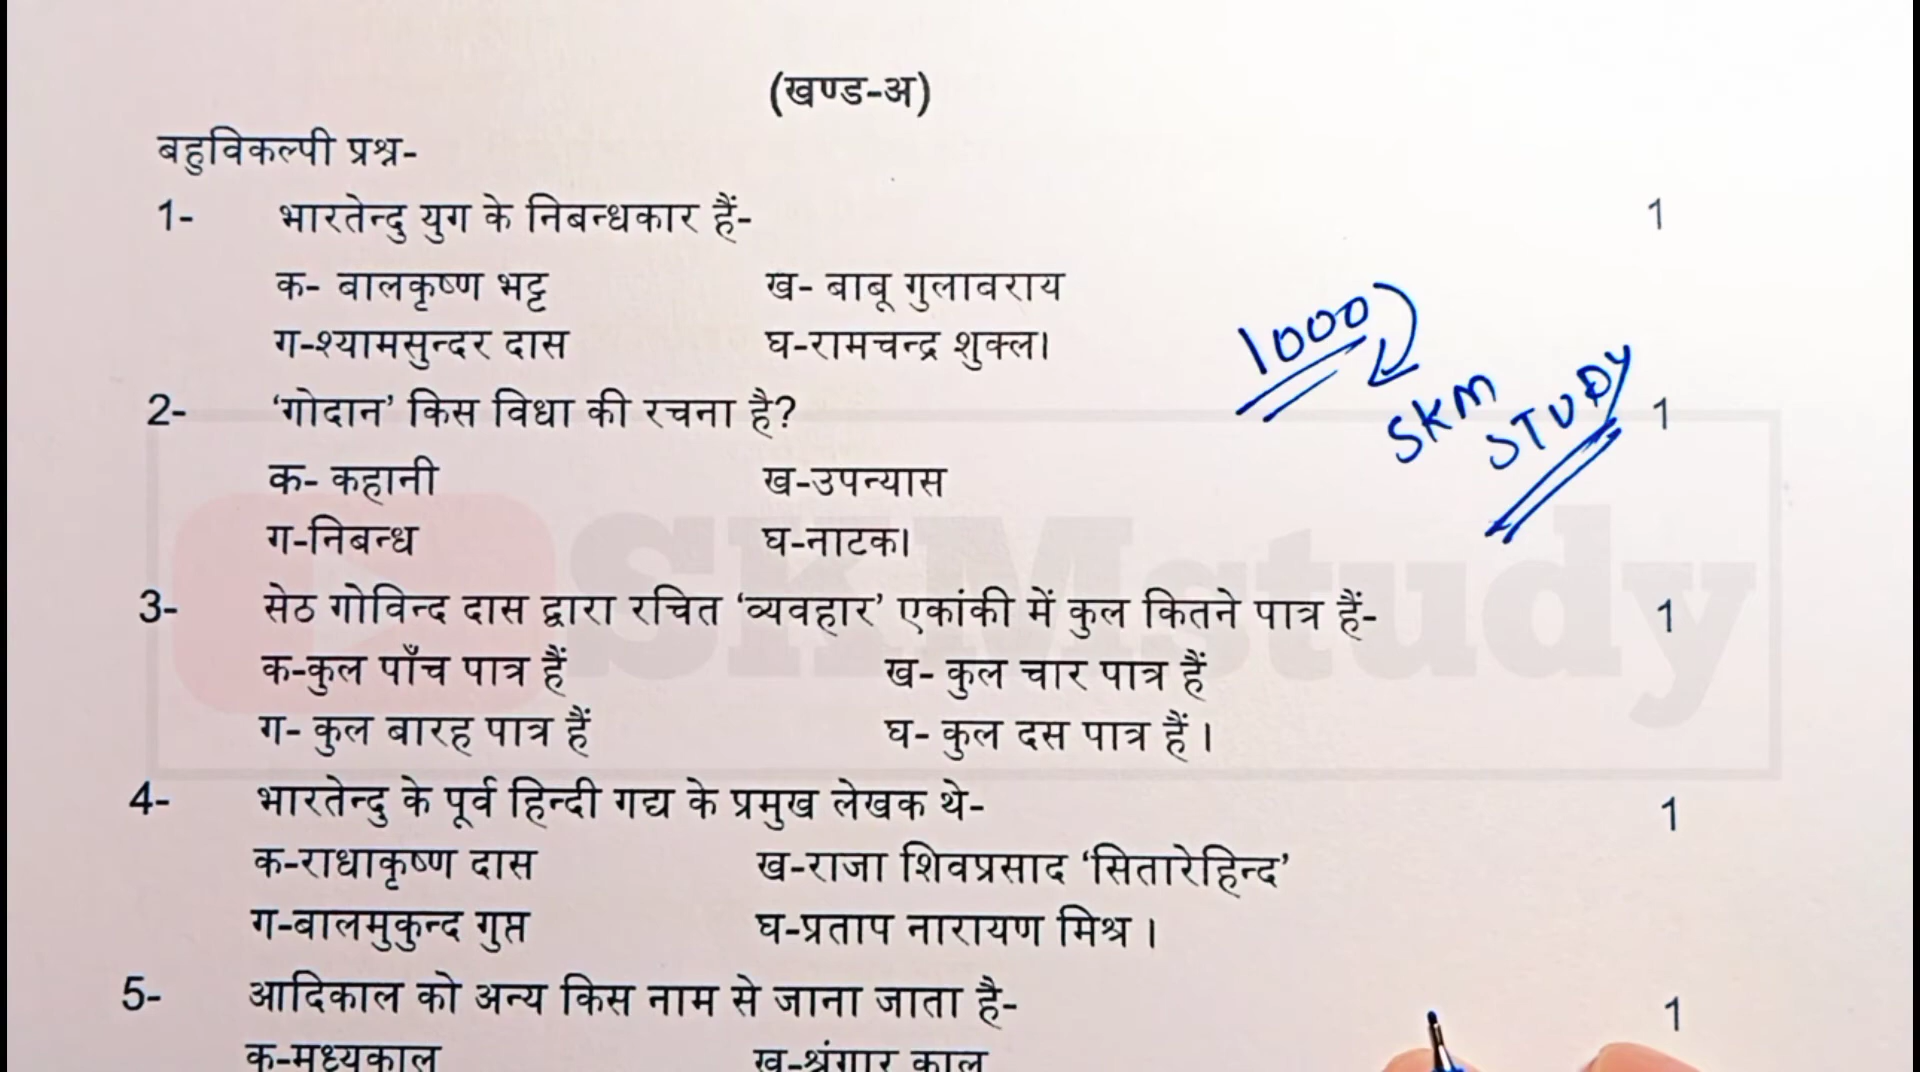 (खण्ड-अ)
बहुविकल्पी प्रश्न-
1- भारतेन्दु युग के निबन्धकार हैं- 1
क- बालकृष्ण भट्ट ख- बाबू गुलाबराय
ग-श्यामसुन्दर दास घ-रामचन्द्र शुक्ल।
1000
SKM STUDY
2- ‘गोदान’ किस विधा की रचना है? 1
क- कहानी ख-उपन्यास
ग-निबन्ध घ-नाटक।
SKMstudy
3- सेठ गोविन्द दास द्वारा रचित ‘व्यवहार’ एकांकी में कुल कितने पात्र हैं- 1
क-कुल पाँच पात्र हैं ख- कुल चार पात्र हैं
ग- कुल बारह पात्र हैं घ- कुल दस पात्र हैं ।
4- भारतेन्दु के पूर्व हिन्दी गद्य के प्रमुख लेखक थे- 1
क-राधाकृष्ण दास ख-राजा शिवप्रसाद ‘सितारेहिन्द’
ग-बालमुकुन्द गुप्त घ-प्रताप नारायण मिश्र ।
5- आदिकाल को अन्य किस नाम से जाना जाता है- 1
क-मध्यकाल ख-श्रंगार काल